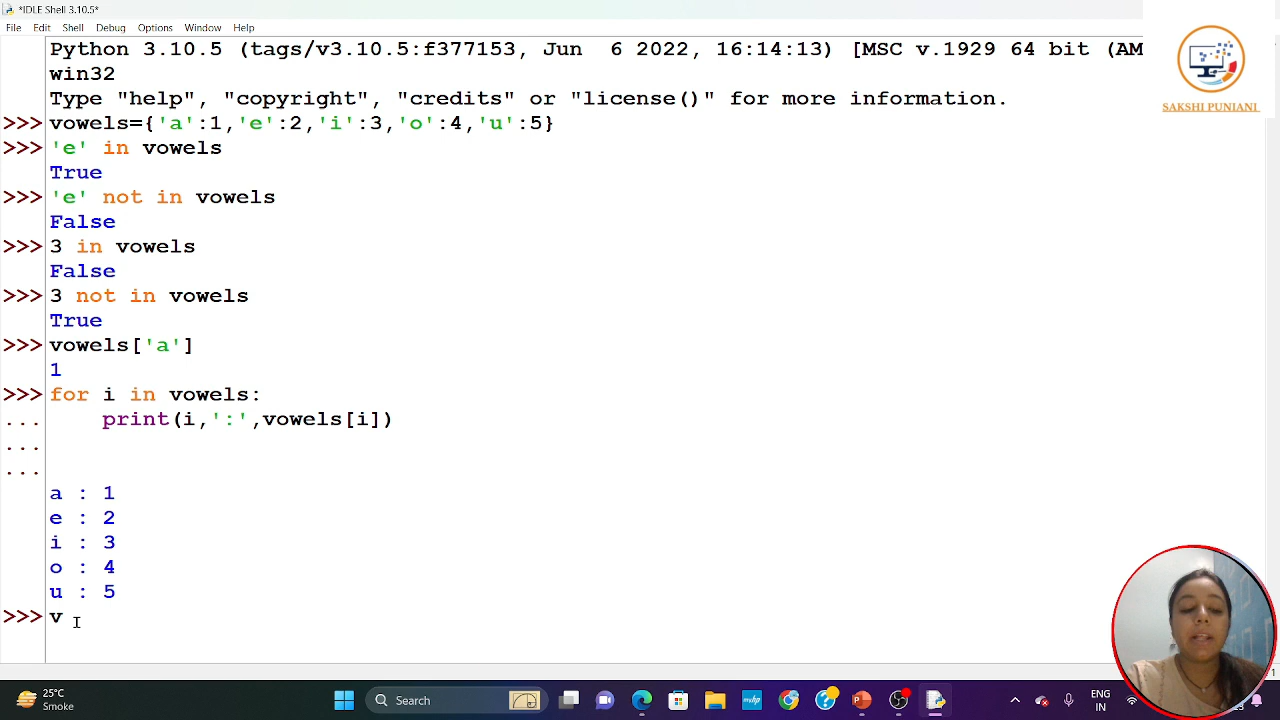 *IDLE Shell 3.10.5*
File Edit Shell Debug Options Window Help
Python 3.10.5 (tags/v3.10.5:f377153, Jun  6 2022, 16:14:13) [MSC v.1929 64 bit (AM
win32
Type "help", "copyright", "credits" or "license()" for more information.
>>> vowels={'a':1,'e':2,'i':3,'o':4,'u':5}
>>> 'e' in vowels
True
>>> 'e' not in vowels
False
>>> 3 in vowels
False
>>> 3 not in vowels
True
>>> vowels['a']
1
>>> for i in vowels:
...     print(i,':',vowels[i])
...
...
a : 1
e : 2
i : 3
o : 4
u : 5
>>> v
SAKSHI PUNIANI
25°C
Smoke
Search
ENG
IN